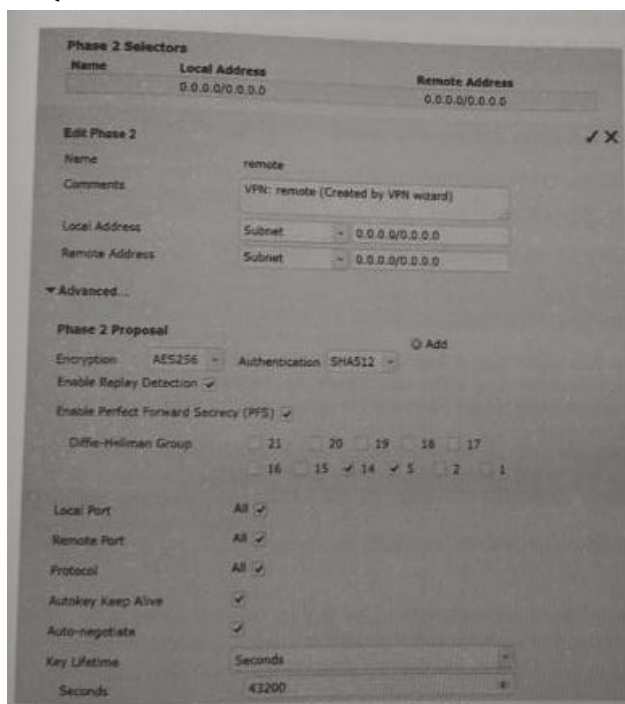 Phase 2 Selectors
Name Local Address Remote Address
0.0.0.0/0.0.0.0 0.0.0.0/0.0.0.0
Edit Phase 2
Name remote
Comments VPN: remote (Created by VPN wizard)
Local Address Subnet 0.0.0.0/0.0.0.0
Remote Address Subnet 0.0.0.0/0.0.0.0
Advanced...
Phase 2 Proposal Add
Encryption AES256 Authentication SHA512
Enable Replay Detection
Enable Perfect Forward Secrecy (PFS)
Diffie-Hellman Group 21 20 19 18 17
16 15 14 5 2 1
Local Port All
Remote Port All
Protocol All
Autokey Keep Alive
Auto-negotiate
Key Lifetime Seconds
Seconds 43200